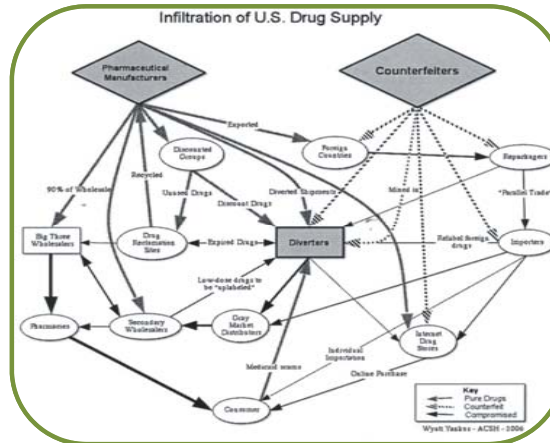 Infiltration of U.S. Drug Supply
Pharmaceutical
Manufacturers
Counterfeiters
Exported
Discounted
Groups
Foreign
Countries
Repackagers
90% of Wholesale
Recycled
Unused Drugs
Discount Drugs
Diverted Shipments
Mixed in
"Parallel Trade"
Big Three
Wholesalers
Drug
Reclamation
Sites
Expired Drugs
Diverters
Relabel foreign
drugs
Importers
Low-dose drugs to
be "uplabeled"
Pharmacies
Secondary
Wholesalers
Gray
Market
Distributors
Internet
Drug
Stores
Individual
Importation
Medicaid scams
Online Purchase
Consumer
Key
Pure Drugs
Counterfeit
Compromised
ACSH - 2006